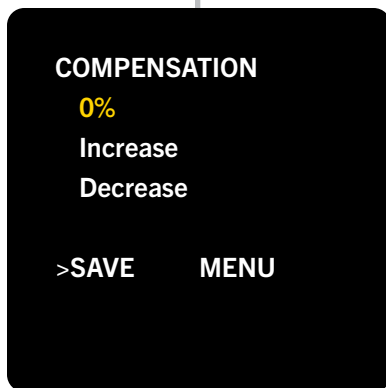 COMPENSATION
0%
Increase
Decrease
>SAVE MENU